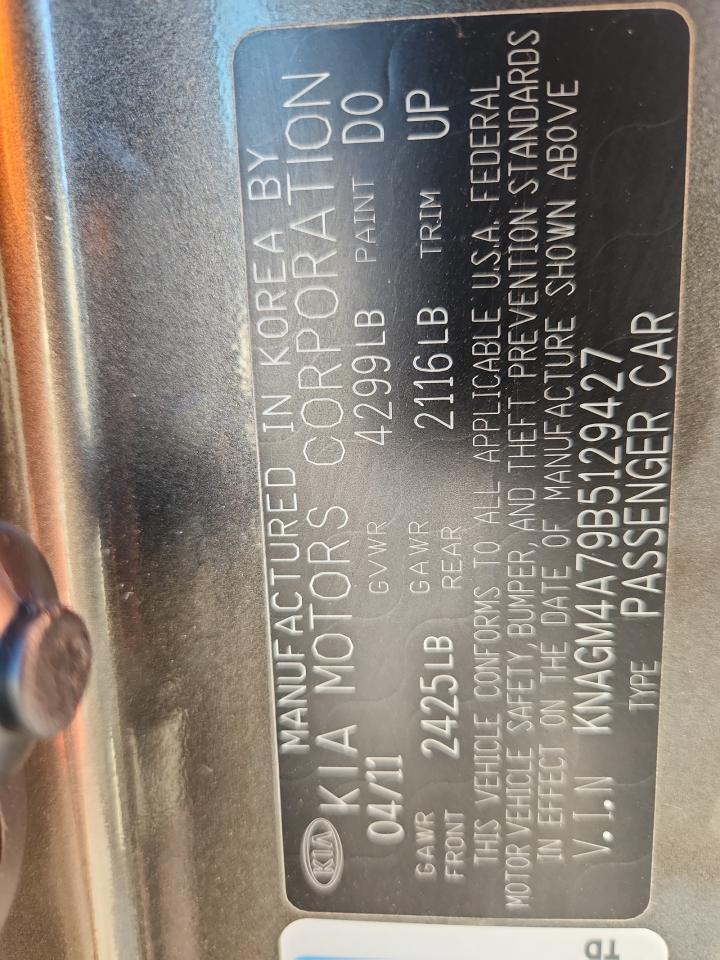 MANUFACTURED IN KOREA BY
KIA KIA MOTORS CORPORATION
04/11 GVWR 4299LB PAINT D0
GAWR FRONT 2425LB GAWR REAR 2116LB TRIM UP
THIS VEHICLE CONFORMS TO ALL APPLICABLE U.S.A. FEDERAL
MOTOR VEHICLE SAFETY, BUMPER, AND THEFT PREVENTION STANDARDS
IN EFFECT ON THE DATE OF MANUFACTURE SHOWN ABOVE
V.I.N KNAGM4A79B5129427
TYPE PASSENGER CAR